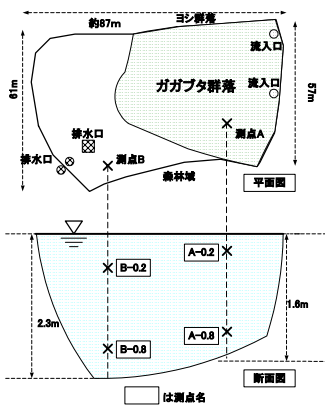 約87m
ヨシ群落
流入口
ガガブタ群落
流入口
61m
57m
測点A
排水口
排水口
測点B
森林域
平面図
A-0.2
B-0.2
1.6m
2.3m
A-0.8
B-0.8
は測点名
断面図